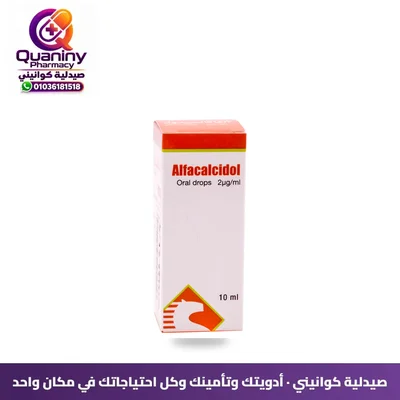 Quaniny
Pharmacy
صيدلية كوانيني
01036181518
Alfacalcidol
Oral drops 2µg/ml
10 ml
صيدلية كوانيني · أدويتك وتأمينك وكل احتياجاتك في مكان واحد